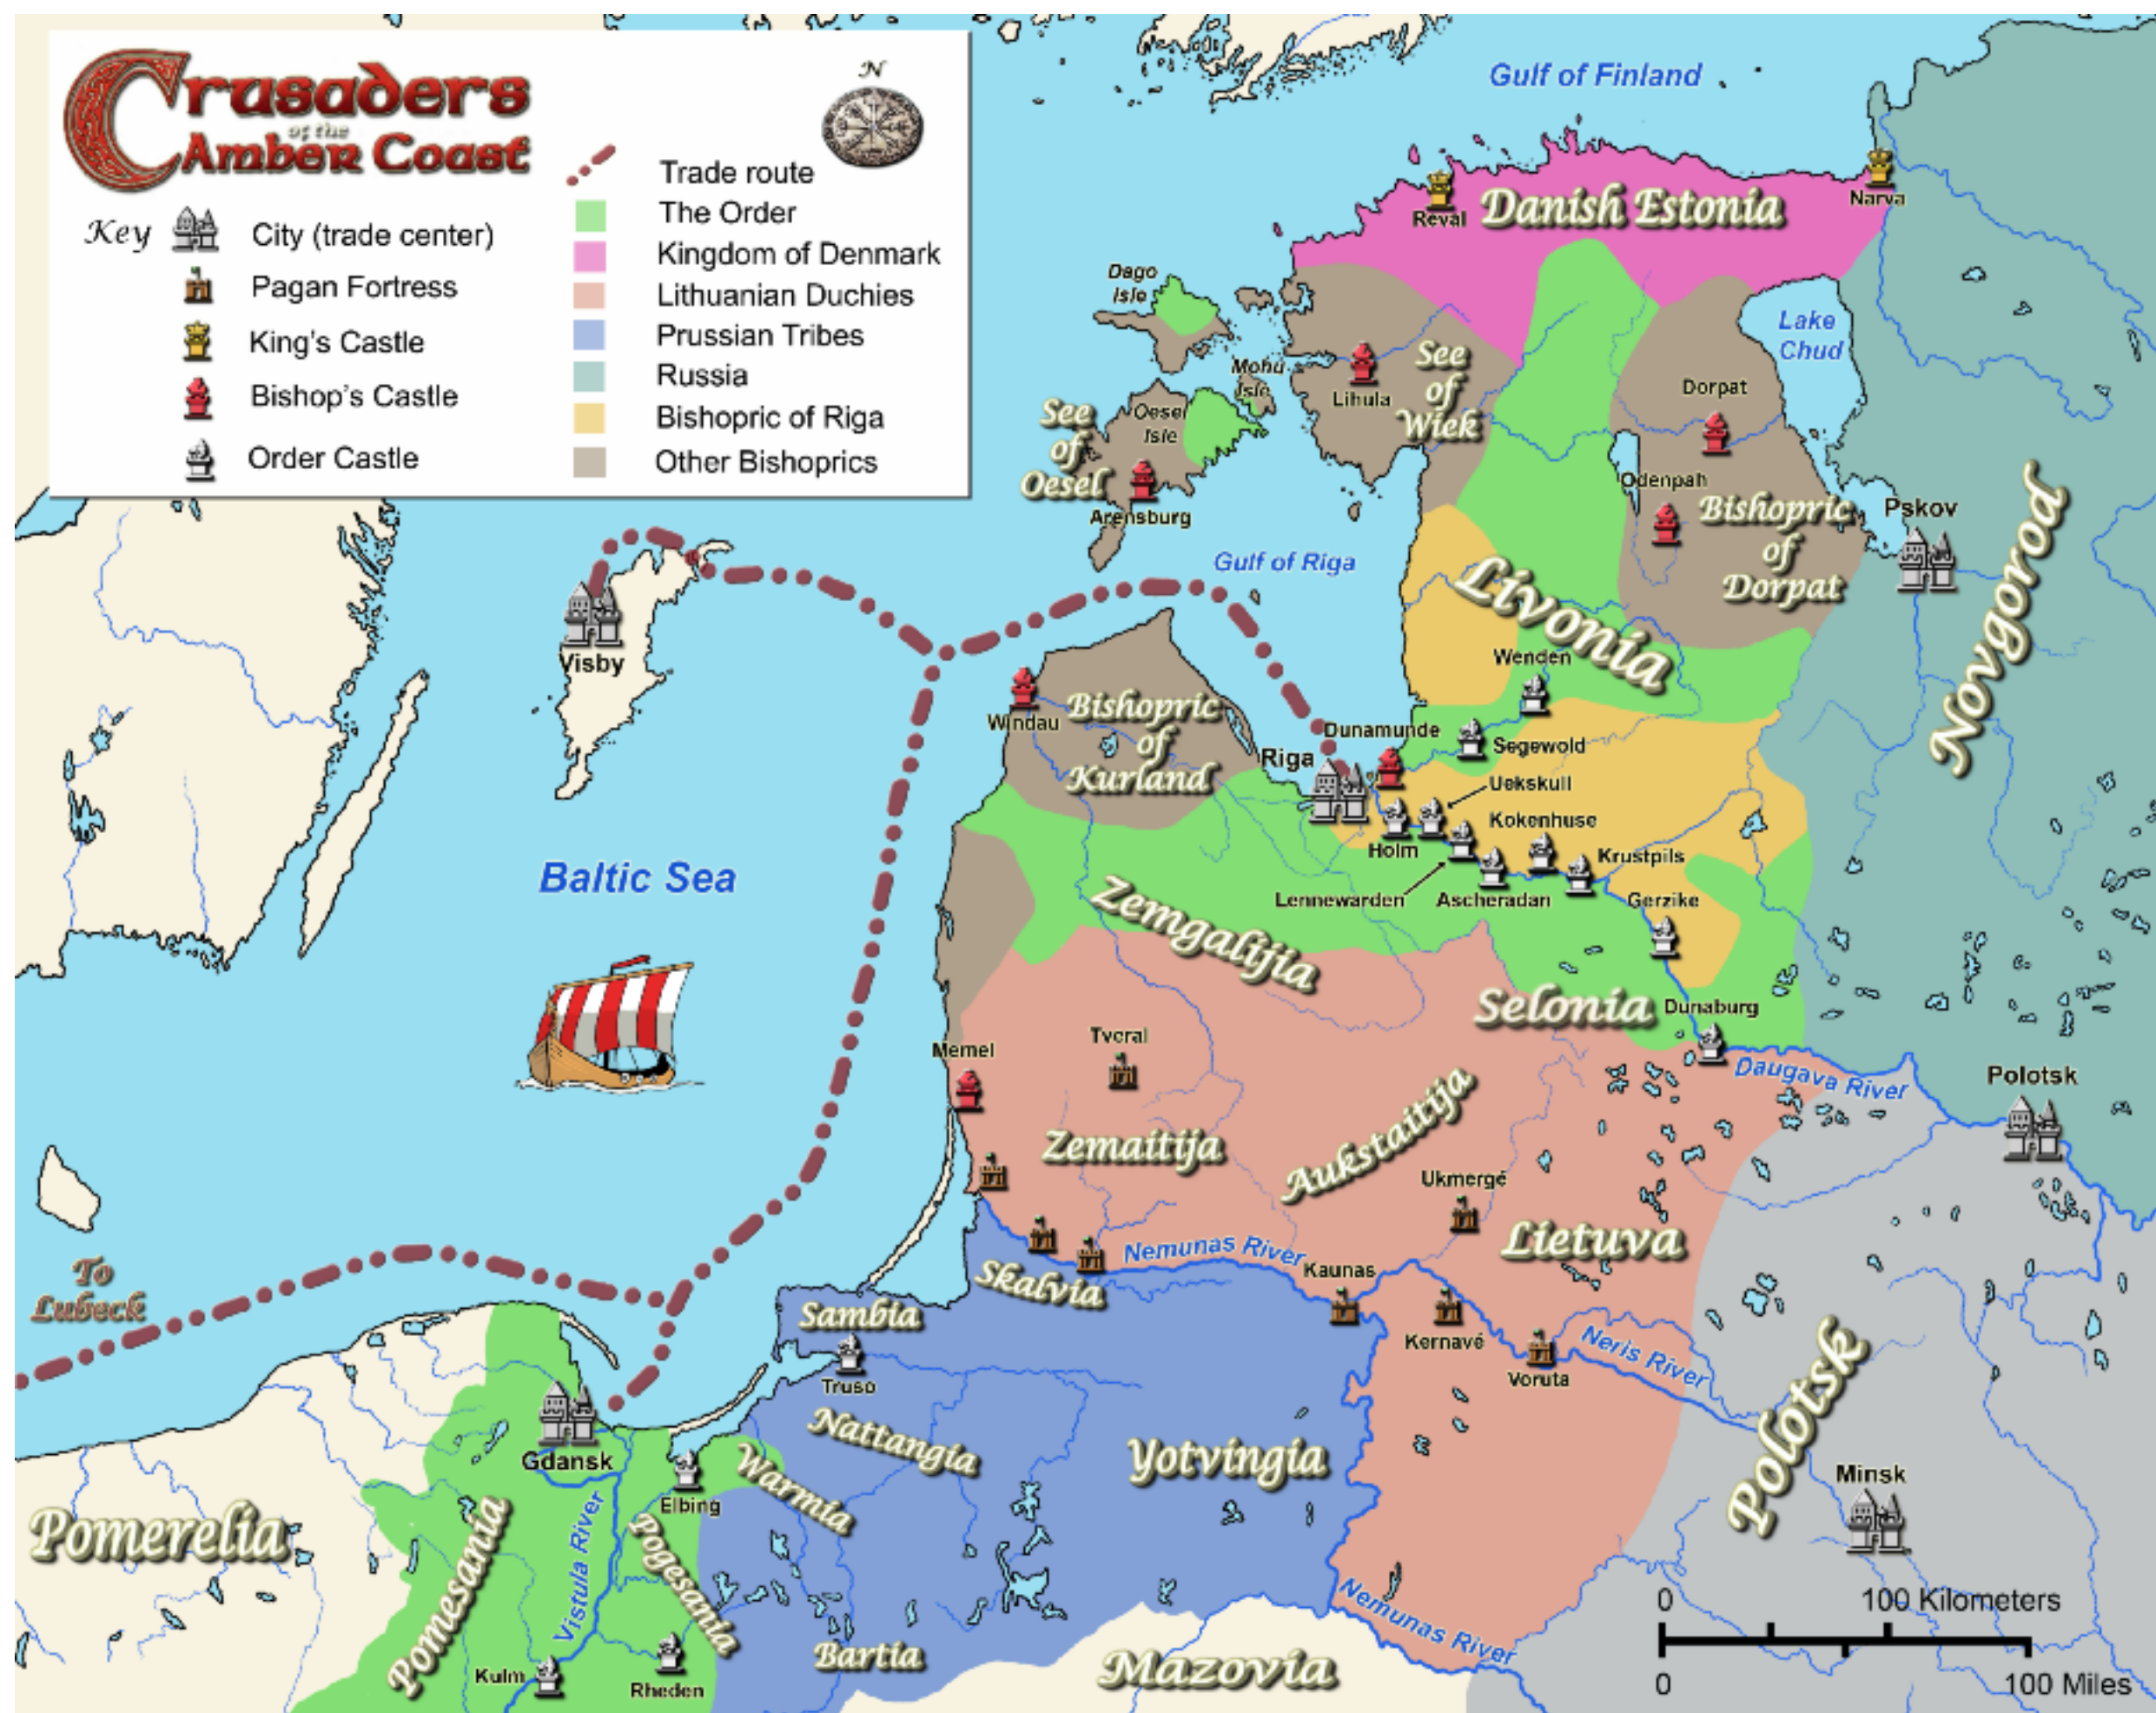 Crusaders
of the
Amber Coast
N
Key
City (trade center)
Pagan Fortress
King's Castle
Bishop's Castle
Order Castle
Trade route
The Order
Kingdom of Denmark
Lithuanian Duchies
Prussian Tribes
Russia
Bishopric of Riga
Other Bishoprics
Gulf of Finland
Reval
Danish Estonia
Narva
Dago
Isle
Lake
Chud
Mohu
Isle
See
of
Wiek
Lihula
Dorpat
See
of
Oesel
Oesel
Isle
Arensburg
Odenpah
Bishopric
of
Dorpat
Pskov
Novgorod
Gulf of Riga
Livonia
Visby
Wenden
Windau
Bishopric
of
Kurland
Dunamunde
Riga
Segewold
Uekskull
Kokenhuse
Holm
Krustpils
Lennewarden
Ascheradan
Gerzike
Baltic Sea
Zemgalijia
Selonia
Dunaburg
Daugava River
Polotsk
Memel
Tveral
Zemaitija
Aukstaitija
Ukmergé
Lietuva
To
Lubeck
Nemunas River
Skalvia
Kaunas
Sambia
Kernavé
Neris River
Voruta
Truso
Polotsk
Gdansk
Nattangia
Yotvingia
Warmia
Elbing
Minsk
Pomerelia
Pomesania
Vistula River
Pogesania
Nemunas River
Bartia
Mazovia
Kulm
Rheden
0
100 Kilometers
0
100 Miles